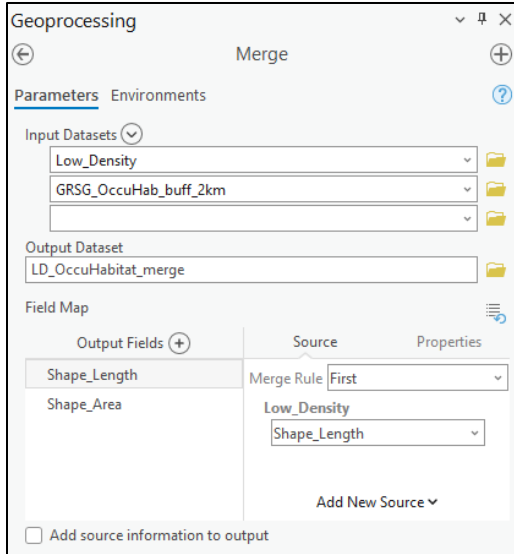 Geoprocessing
Merge
Parameters Environments
?
Input Datasets
Low_Density
GRSG_OccuHab_buff_2km
Output Dataset
LD_OccuHabitat_merge
Field Map
Output Fields
Source Properties
Shape_Length
Merge Rule First
Shape_Area
Low_Density
Shape_Length
Add New Source
Add source information to output